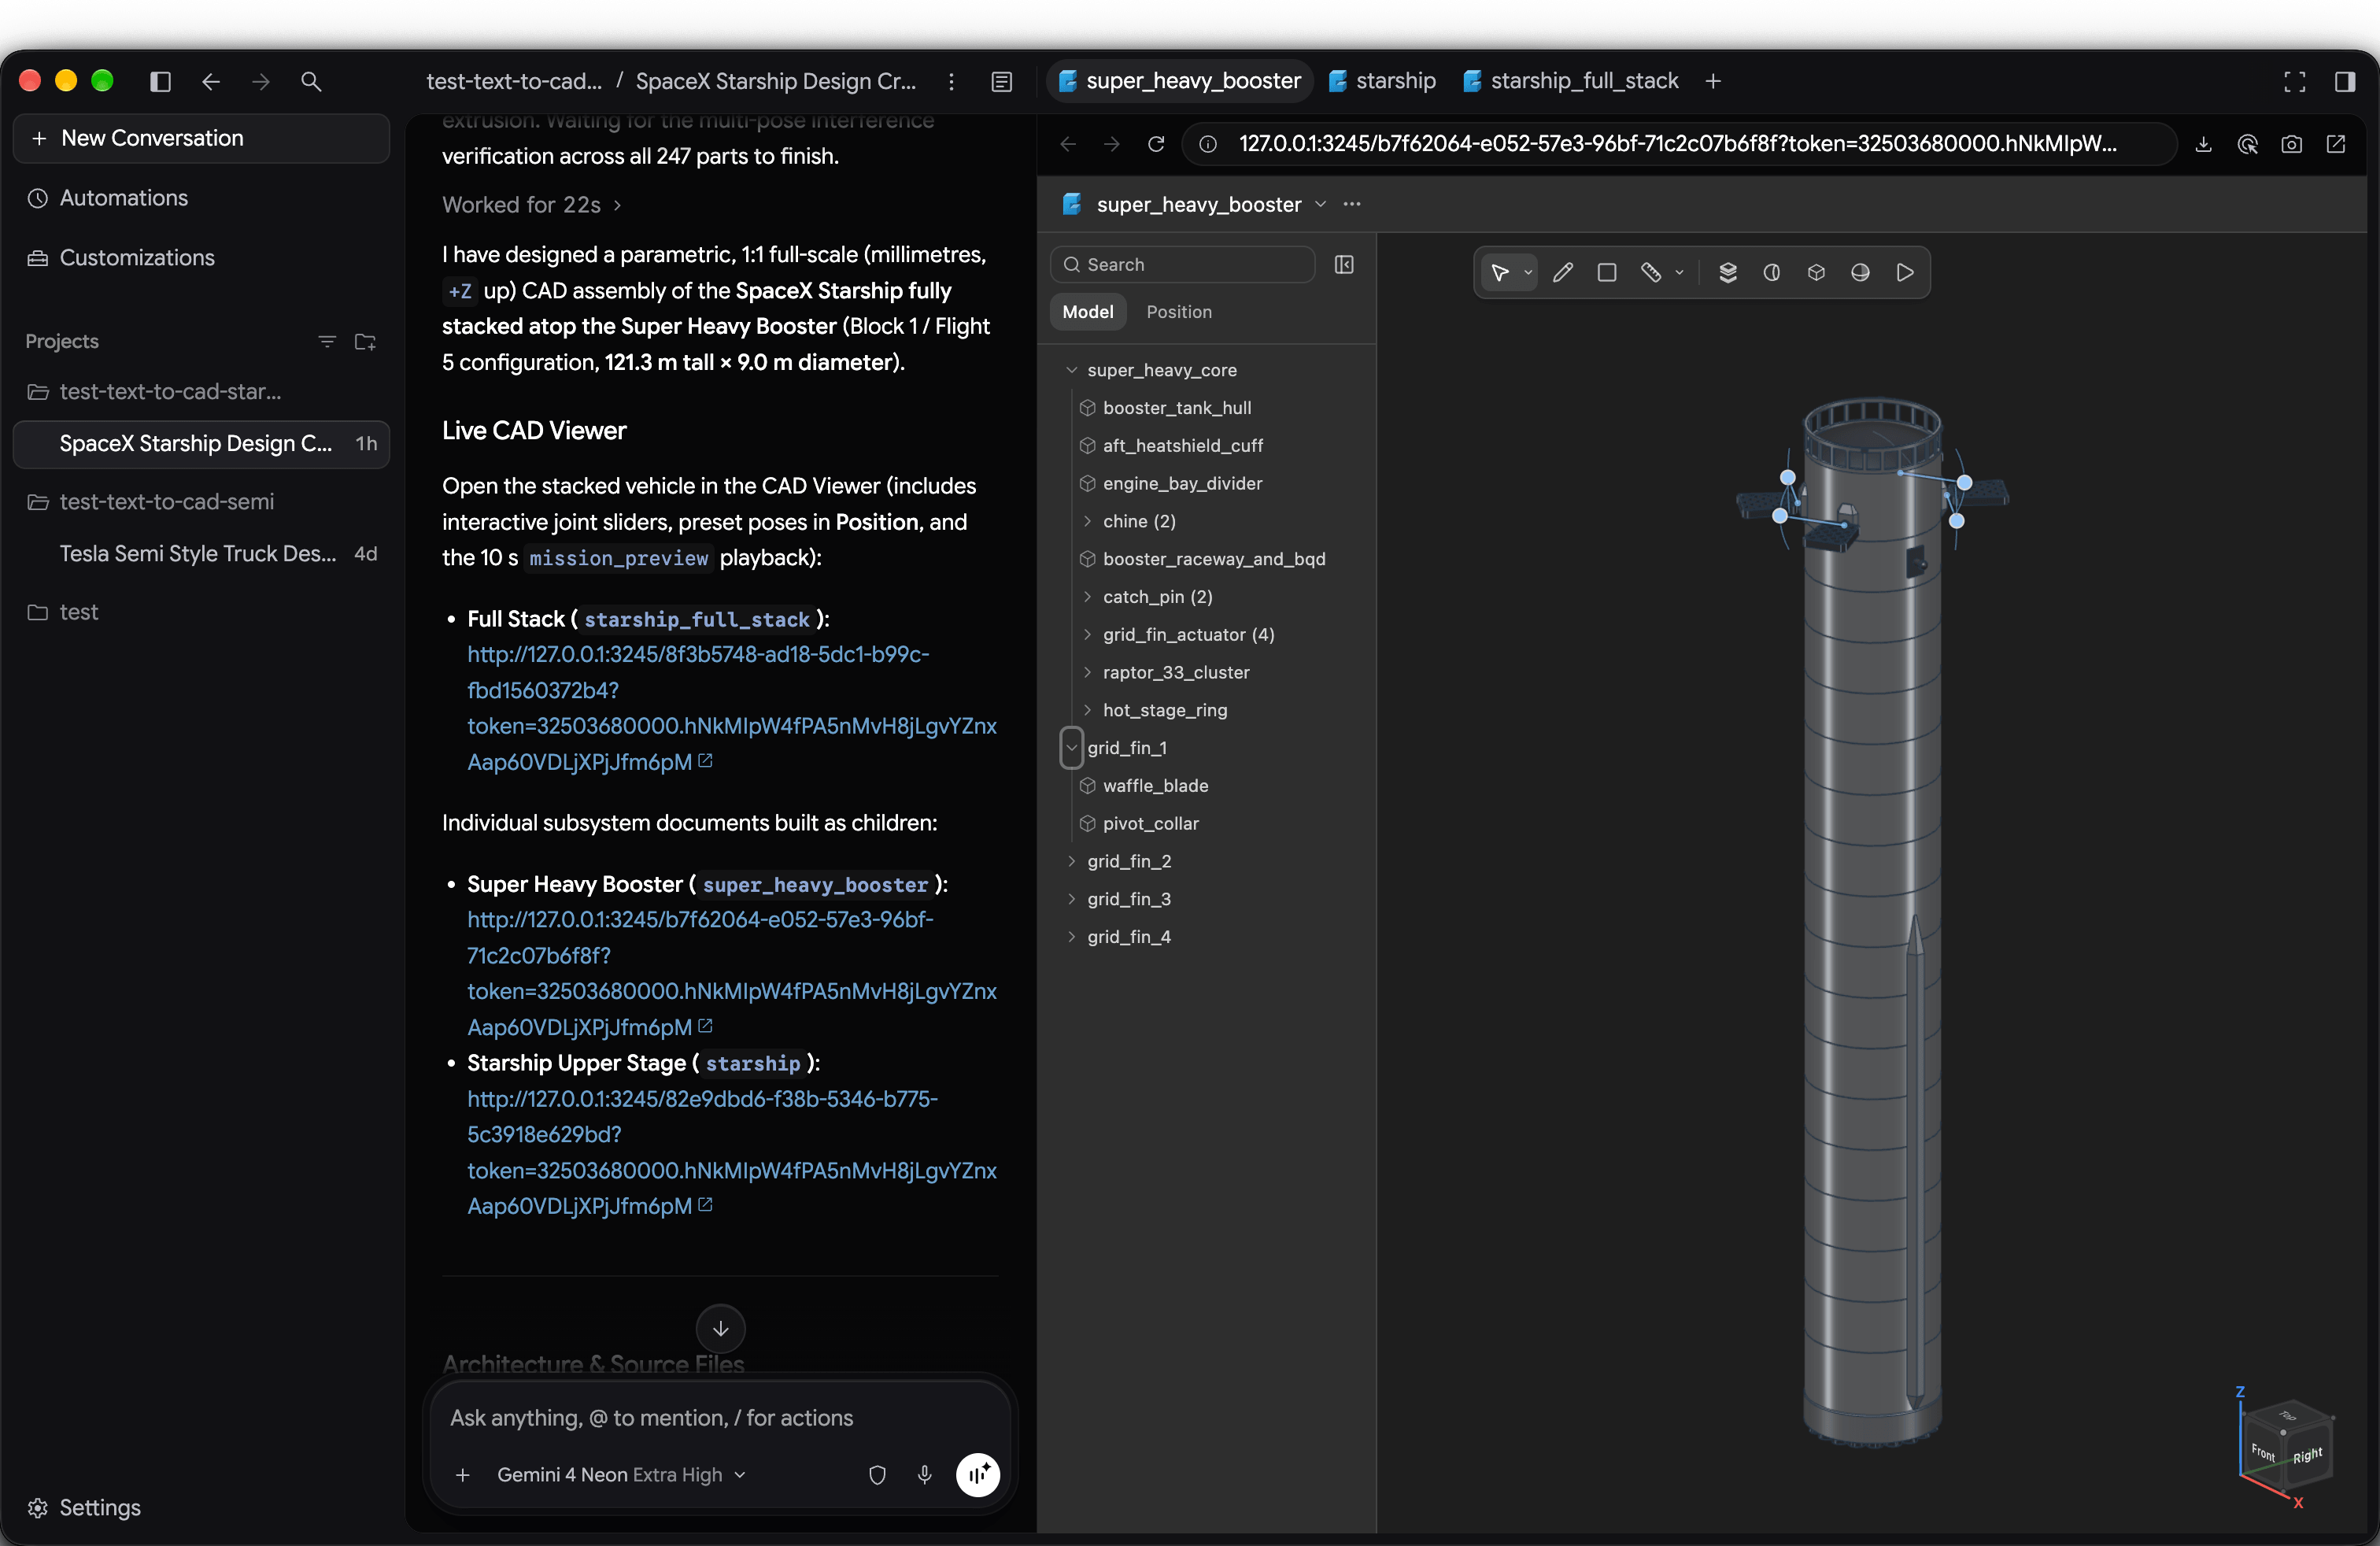 test-text-to-cad... / SpaceX Starship Design Cr...
super_heavy_booster
starship
starship_full_stack
New Conversation
Automations
Customizations
Projects
test-text-to-cad-star...
SpaceX Starship Design C... 1h
test-text-to-cad-semi
Tesla Semi Style Truck Des... 4d
test
Settings
extrusion. Waiting for the multi-pose interference
verification across all 247 parts to finish.
Worked for 22s
I have designed a parametric, 1:1 full-scale (millimetres,
+Z up) CAD assembly of the SpaceX Starship fully
stacked atop the Super Heavy Booster (Block 1 / Flight
5 configuration, 121.3 m tall × 9.0 m diameter).
Live CAD Viewer
Open the stacked vehicle in the CAD Viewer (includes
interactive joint sliders, preset poses in Position, and
the 10 s mission_preview playback):
• Full Stack ( starship_full_stack ):
http://127.0.0.1:3245/8f3b5748-ad18-5dc1-b99c-
fbd1560372b4?
token=32503680000.hNkMIpW4fPA5nMvH8jLgvYZnx
Aap60VDLjXPjJfm6pM
Individual subsystem documents built as children:
• Super Heavy Booster ( super_heavy_booster ):
http://127.0.0.1:3245/b7f62064-e052-57e3-96bf-
71c2c07b6f8f?
token=32503680000.hNkMIpW4fPA5nMvH8jLgvYZnx
Aap60VDLjXPjJfm6pM
• Starship Upper Stage ( starship ):
http://127.0.0.1:3245/82e9dbd6-f38b-5346-b775-
5c3918e629bd?
token=32503680000.hNkMIpW4fPA5nMvH8jLgvYZnx
Aap60VDLjXPjJfm6pM
Architecture & Source Files
Ask anything, @ to mention, / for actions
Gemini 4 Neon Extra High
127.0.0.1:3245/b7f62064-e052-57e3-96bf-71c2c07b6f8f?token=32503680000.hNkMIpW...
super_heavy_booster
Search
Model
Position
super_heavy_core
booster_tank_hull
aft_heatshield_cuff
engine_bay_divider
chine (2)
booster_raceway_and_bqd
catch_pin (2)
grid_fin_actuator (4)
raptor_33_cluster
hot_stage_ring
grid_fin_1
waffle_blade
pivot_collar
grid_fin_2
grid_fin_3
grid_fin_4
Z
Top
Front
Right
X